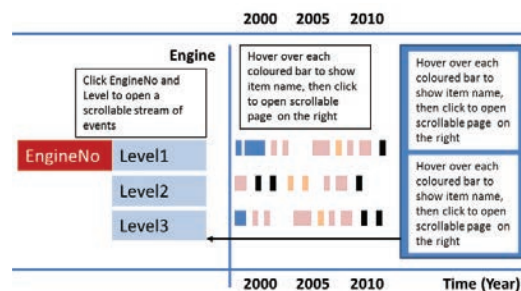 2000 2005 2010
Engine
Click EngineNo and
Level to open a
scrollable stream of
events
Hover over each
coloured bar to show
item name, then click
to open scrollable
page on the right
Hover over each
coloured bar to
show item name,
then click to open
scrollable page on
the right
EngineNo
Level1
Level2
Level3
Hover over each
coloured bar to
show item name,
then click to open
scrollable page on
the right
2000 2005 2010 Time (Year)